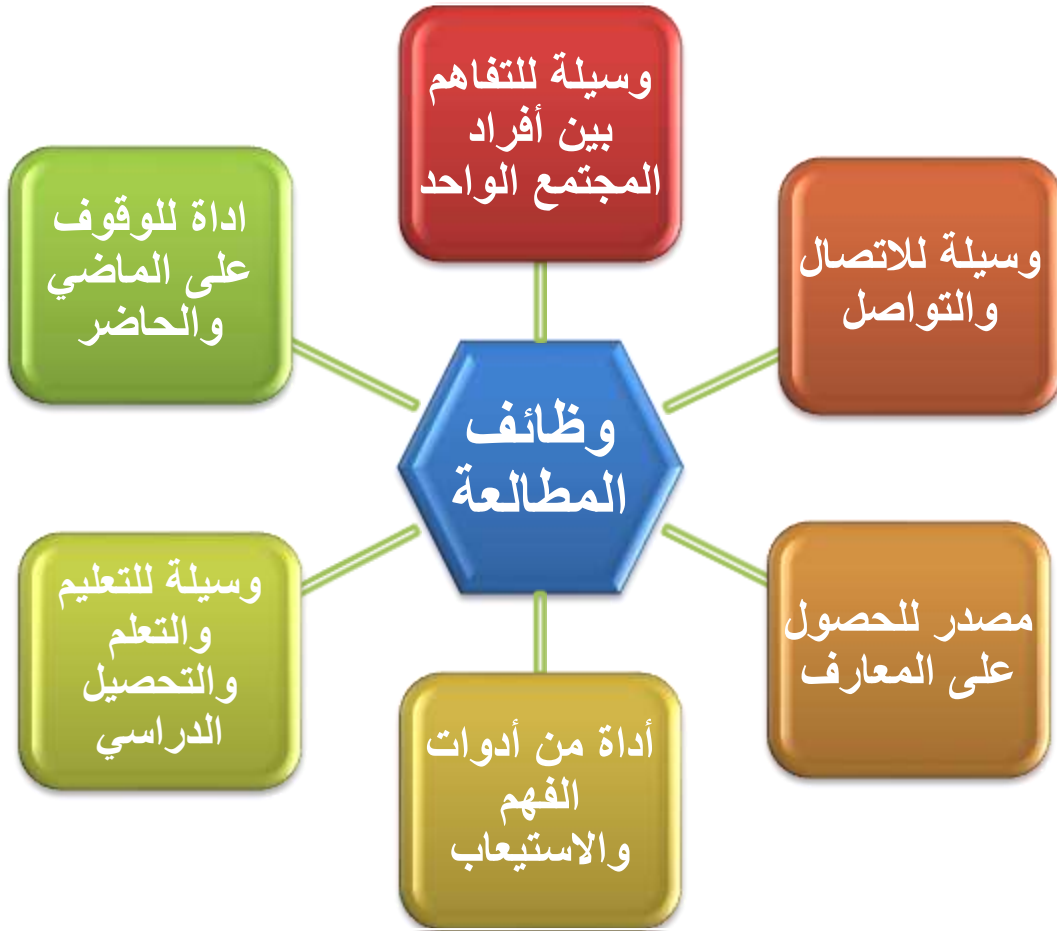 وسيلة للتفاهم
بين أفراد
المجتمع الواحد
وسيلة للاتصال
والتواصل
مصدر للحصول
على المعارف
أداة من أدوات
الفهم
والاستيعاب
وسيلة للتعليم
والتعلم
والتحصيل
الدراسي
اداة للوقوف
على الماضي
والحاضر
وظائف
المطالعة